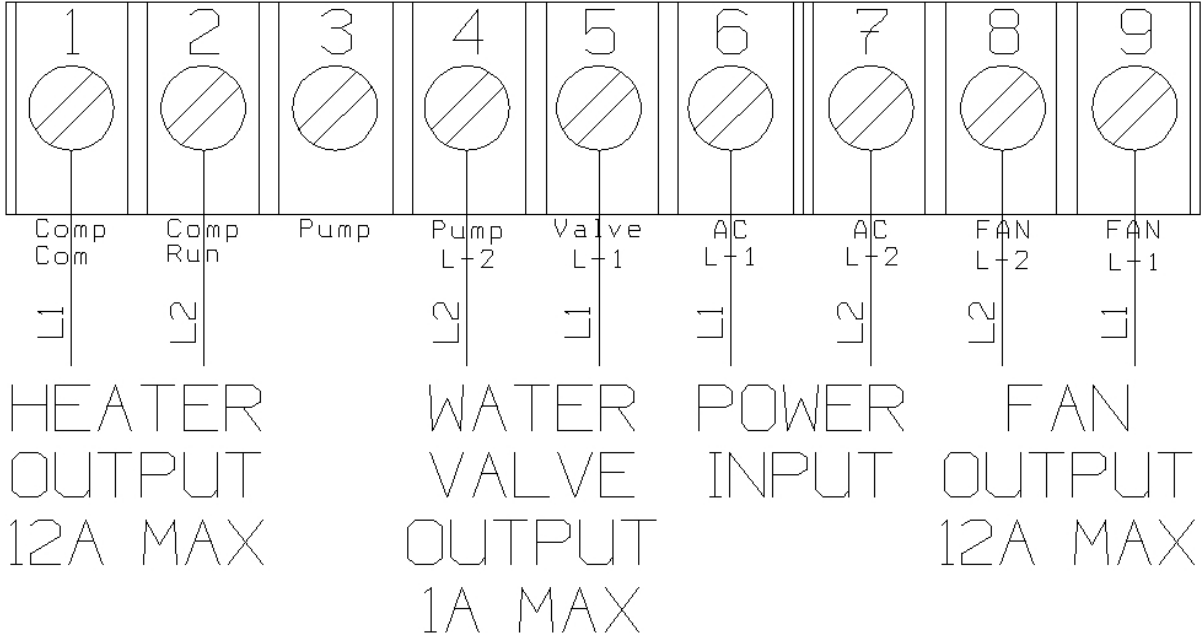 1 2 3 4 5 6 7 8 9
Comp Comp Pump Pump Valve AC AC FAN FAN
Com Run L-2 L-1 L-1 L-2 L-2 L-1
L1 L2 L2 L1 L1 L2 L2 L1
HEATER WATER POWER FAN
OUTPUT VALVE INPUT OUTPUT
12A MAX OUTPUT 12A MAX
1A MAX